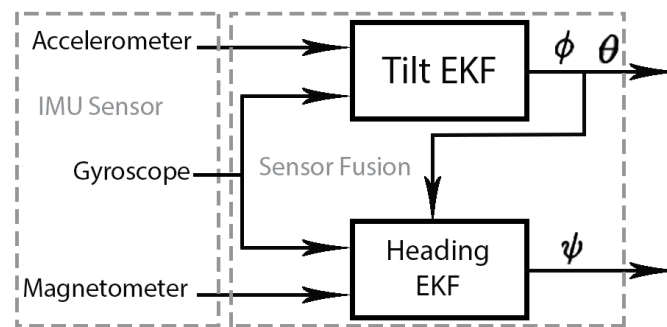 Accelerometer
IMU Sensor
Gyroscope
Magnetometer
Tilt EKF
ϕ θ
Sensor Fusion
Heading
EKF
ψ